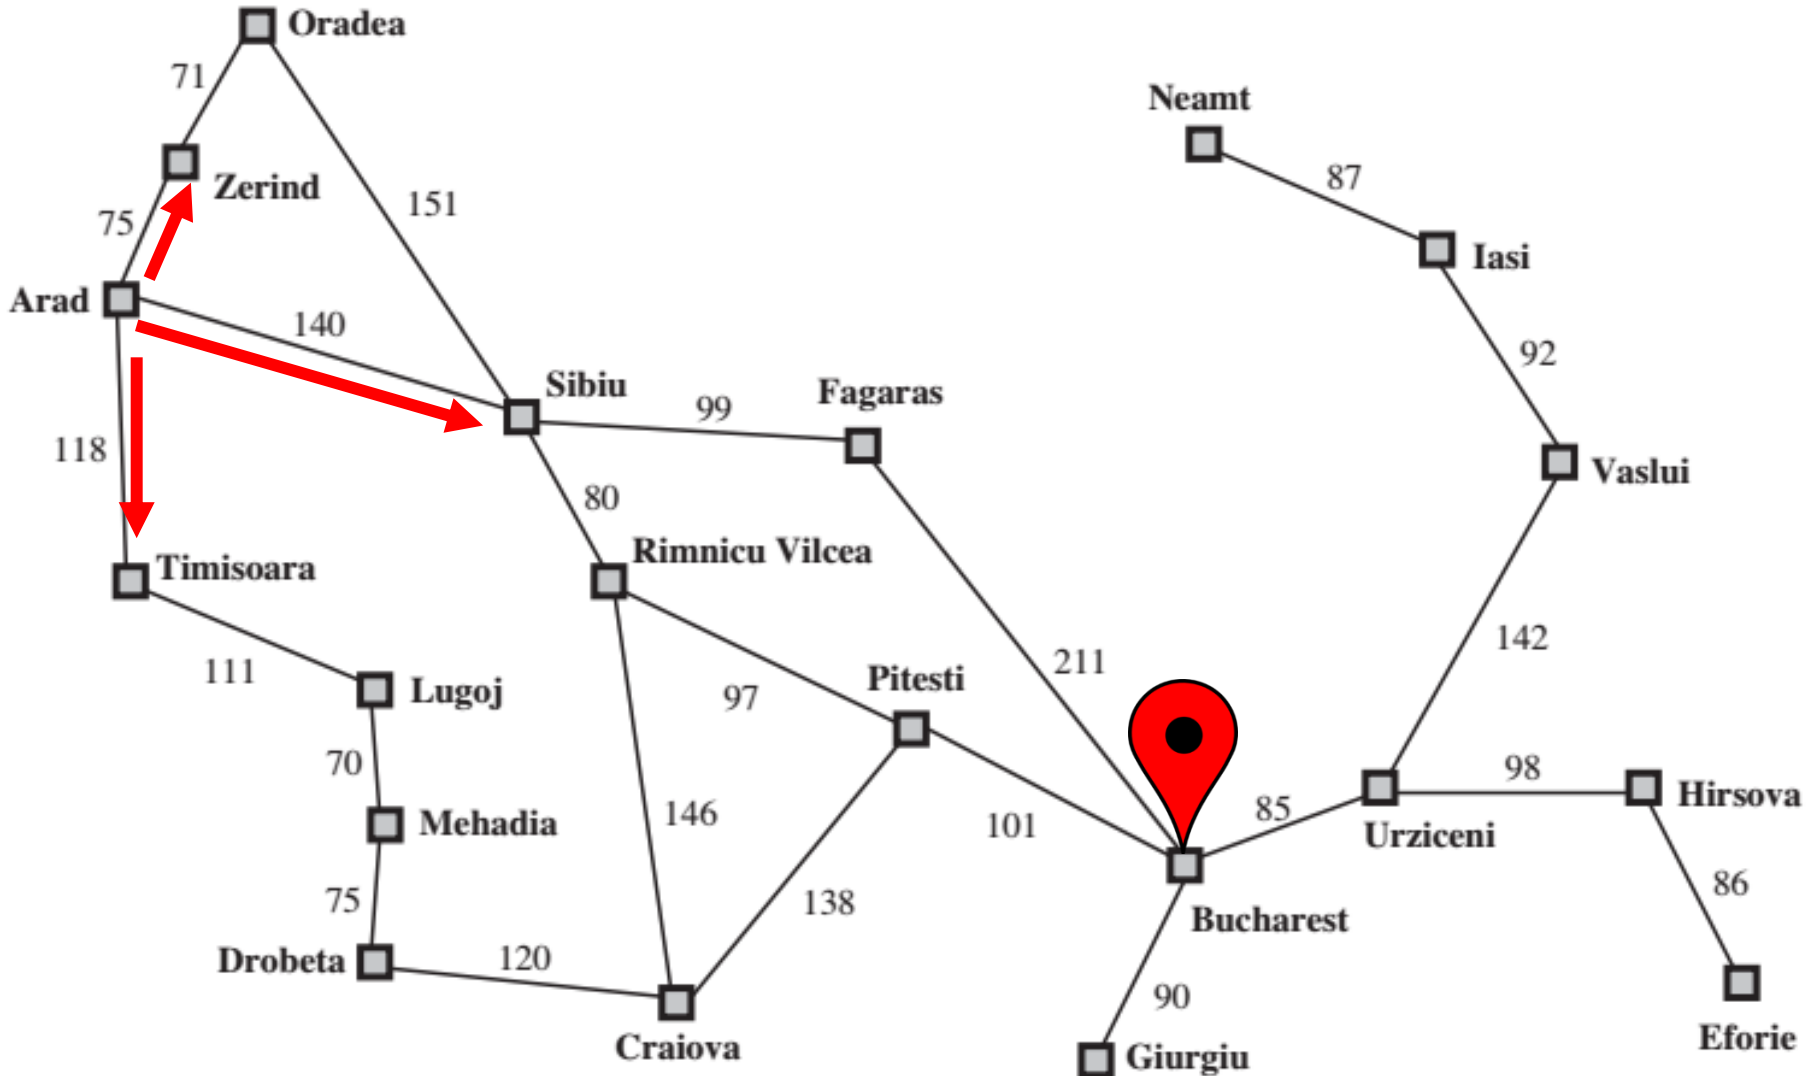 Oradea
71
Neamt
87
Zerind
151
75
Iasi
Arad
140
92
Sibiu
99
Fagaras
118
Vaslui
80
Rimnicu Vilcea
Timisoara
142
111
211
Pitesti
Lugoj
97
70
98
Hirsova
Mehadia
146
101
85
Urziceni
86
75
138
Bucharest
Drobeta
120
90
Craiova
Giurgiu
Eforie